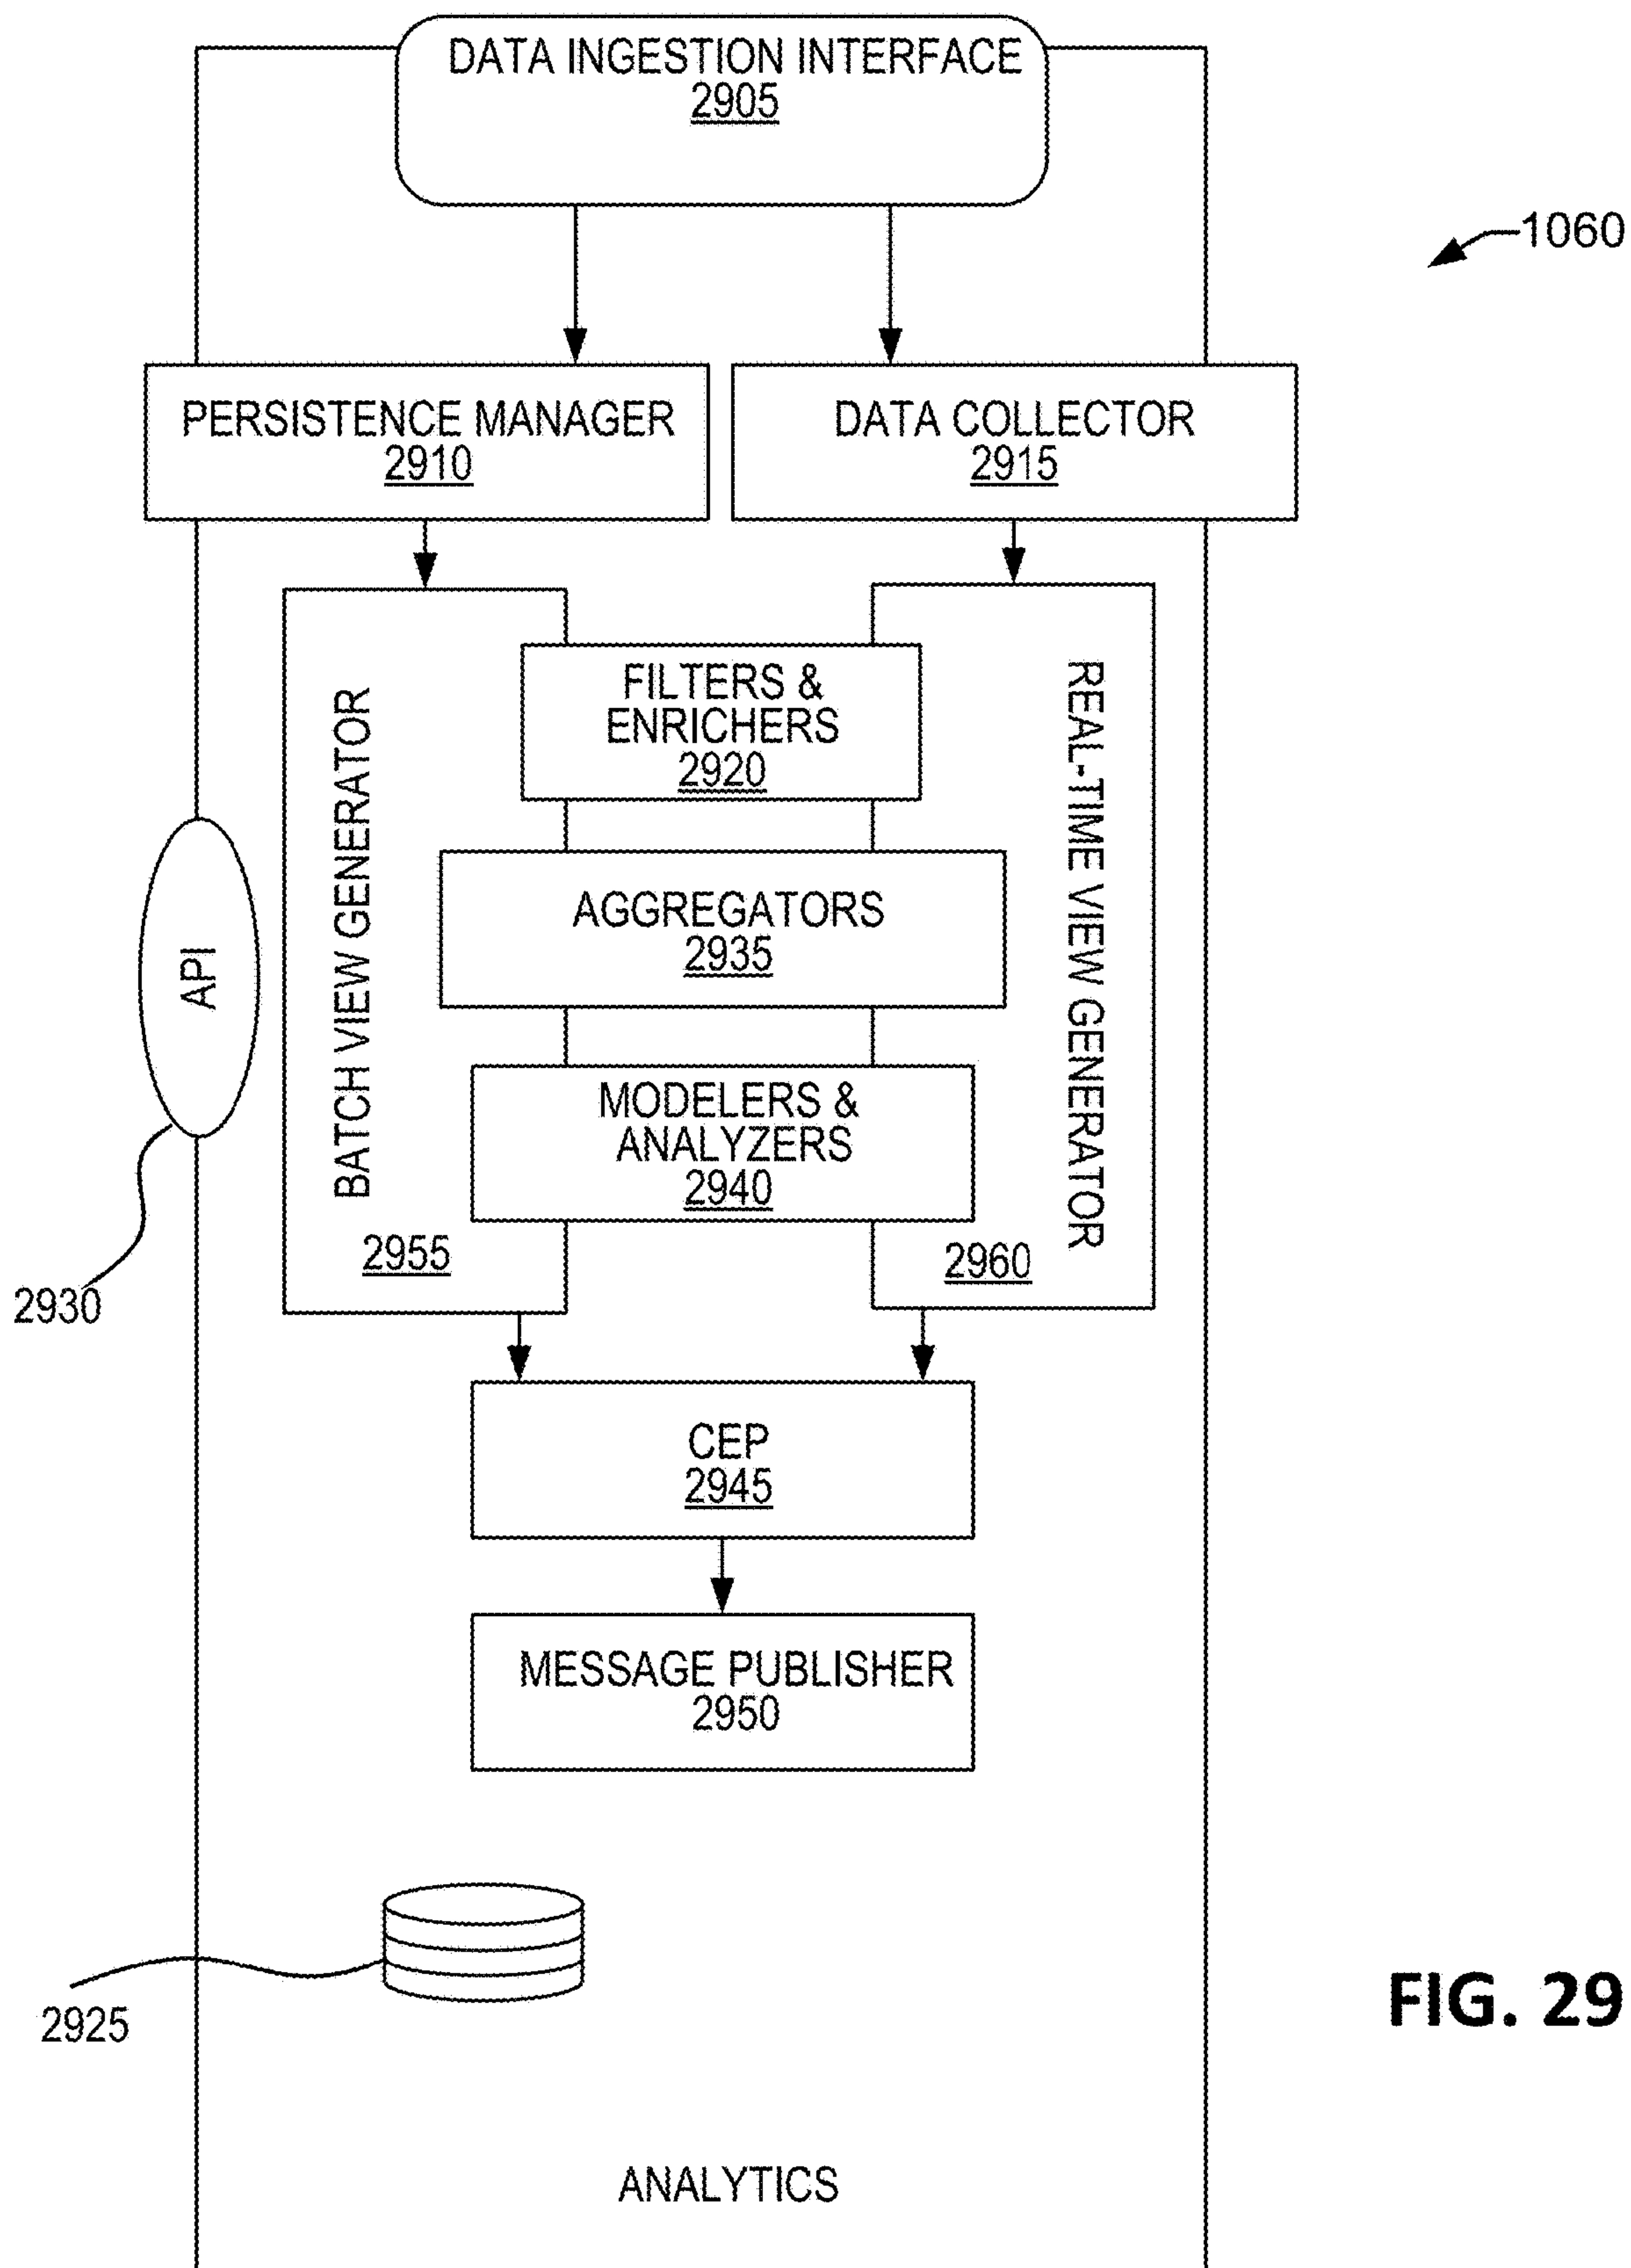 DATA INGESTION INTERFACE
2905
1060
PERSISTENCE MANAGER
2910
DATA COLLECTOR
2915
BATCH VIEW GENERATOR
2955
FILTERS &
ENRICHERS
2920
AGGREGATORS
2935
MODELERS &
ANALYZERS
2940
REAL-TIME VIEW GENERATOR
2960
API
2930
CEP
2945
MESSAGE PUBLISHER
2950
2925
FIG. 29
ANALYTICS